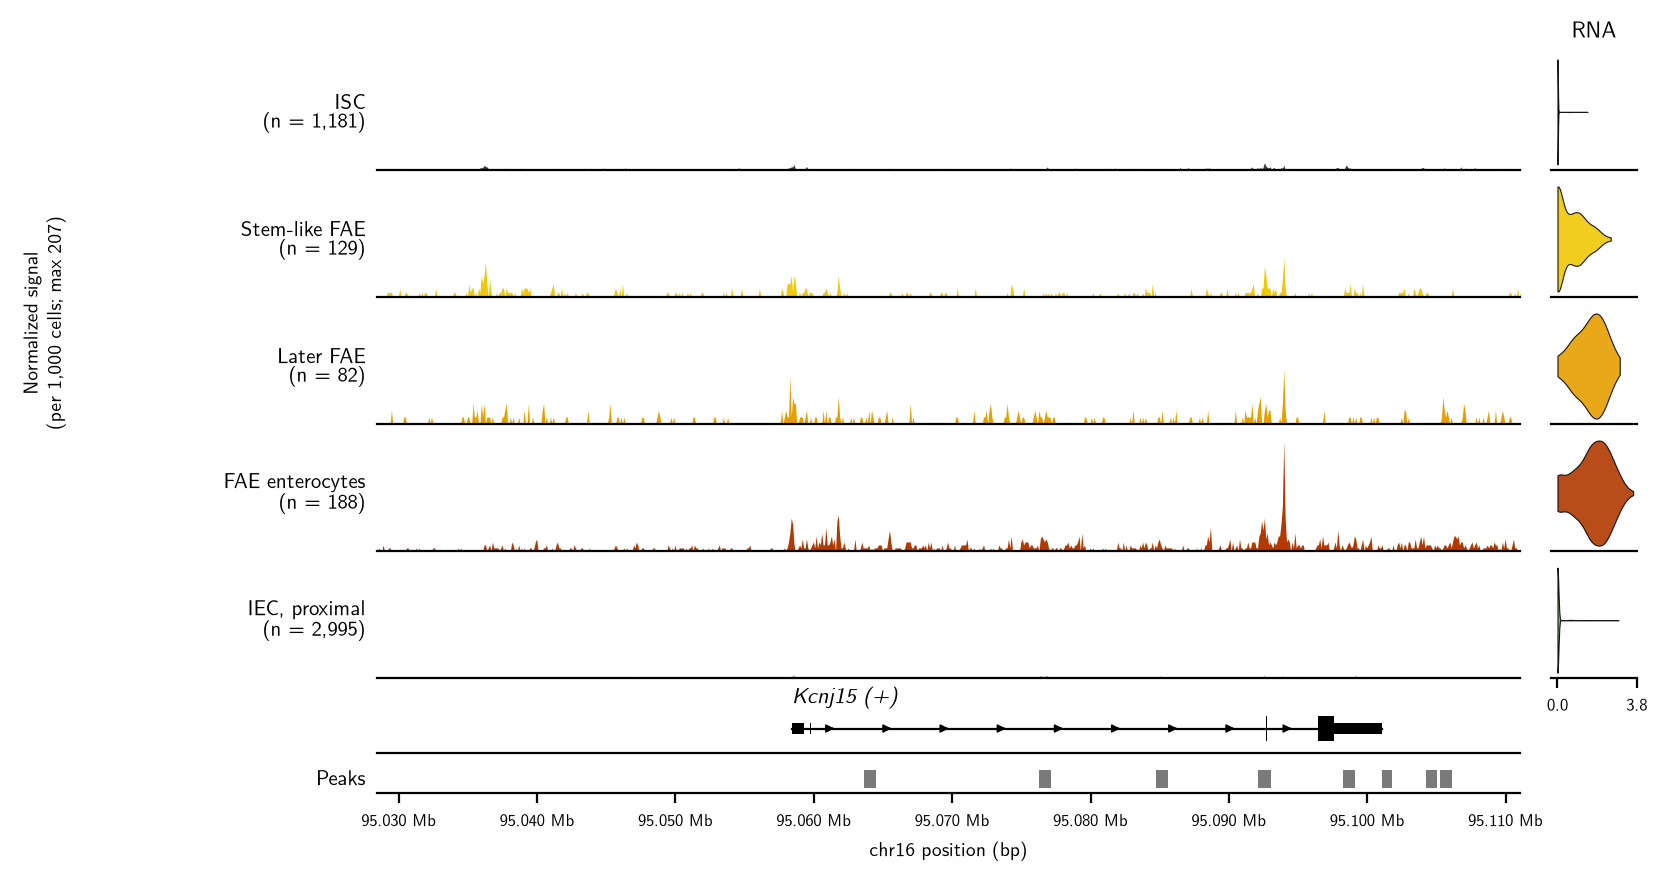 RNA
ISC
(n = 1,181)
Stem-like FAE
(n = 129)
Normalized signal
(per 1,000 cells; max 207)
Later FAE
(n = 82)
FAE enterocytes
(n = 188)
IEC, proximal
(n = 2,995)
Kcnj15 (+)
0.0 3.8
Peaks
95.030 Mb 95.040 Mb 95.050 Mb 95.060 Mb 95.070 Mb 95.080 Mb 95.090 Mb 95.100 Mb 95.110 Mb
chr16 position (bp)